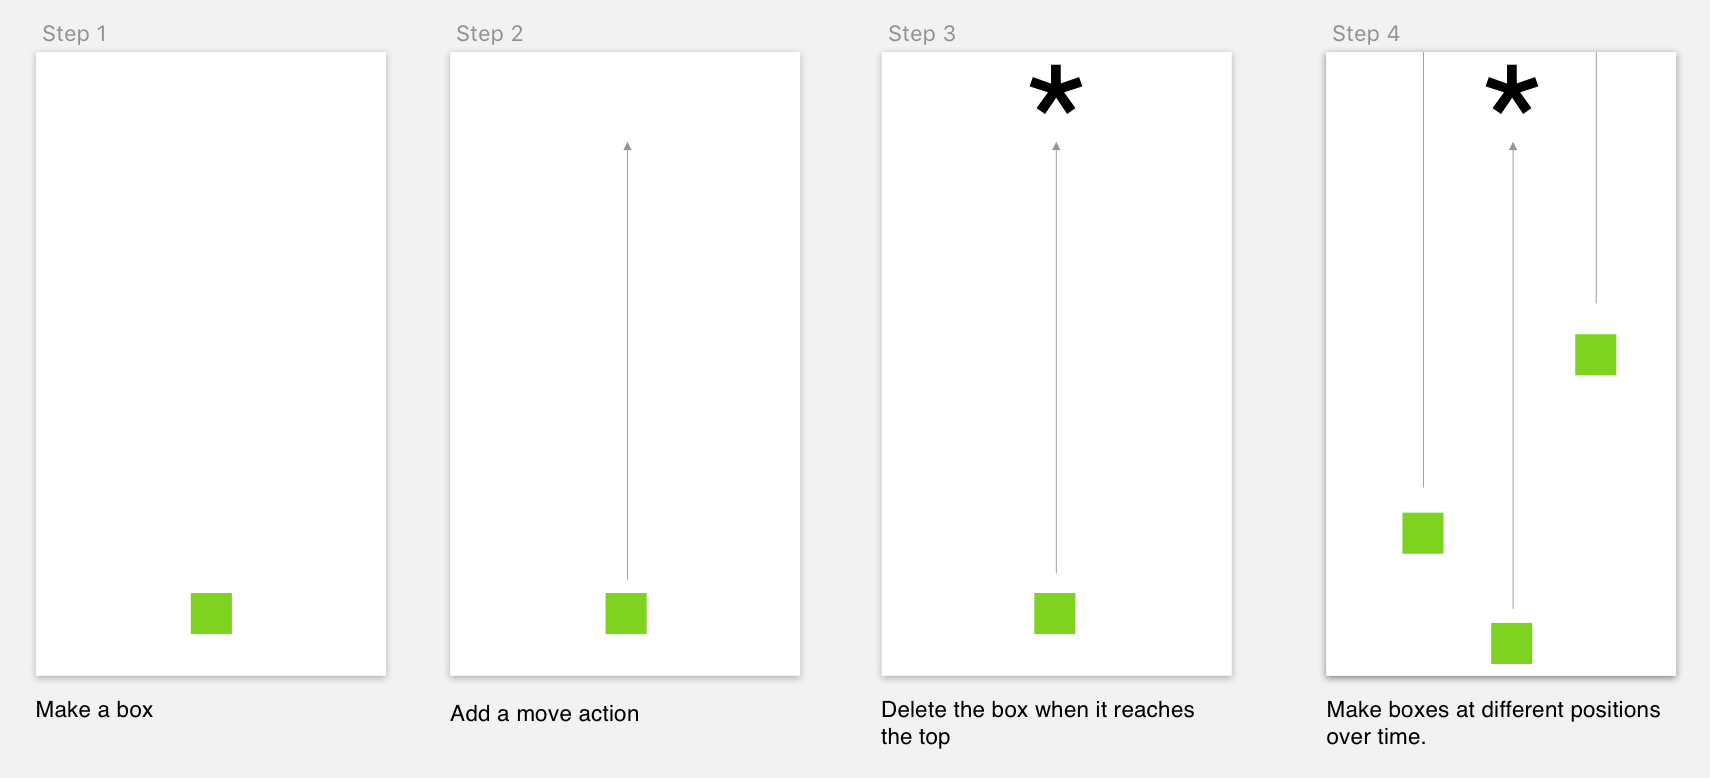 Step 1
Step 2
Step 3
Step 4
*
*
Make a box
Add a move action
Delete the box when it reaches
the top
Make boxes at different positions
over time.